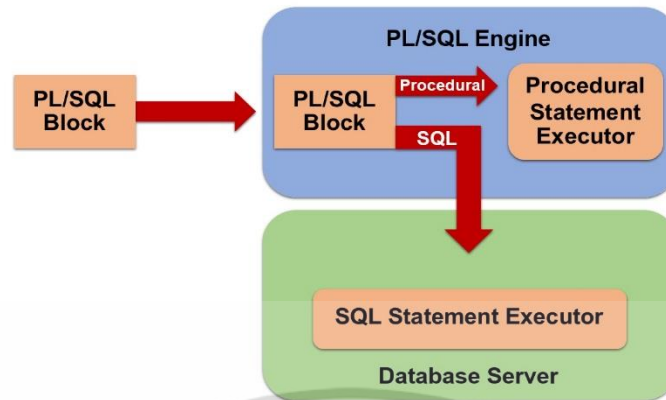 PL/SQL Engine
PL/SQL
Block
PL/SQL
Block
Procedural
SQL
Procedural
Statement
Executor
SQL Statement Executor
Database Server